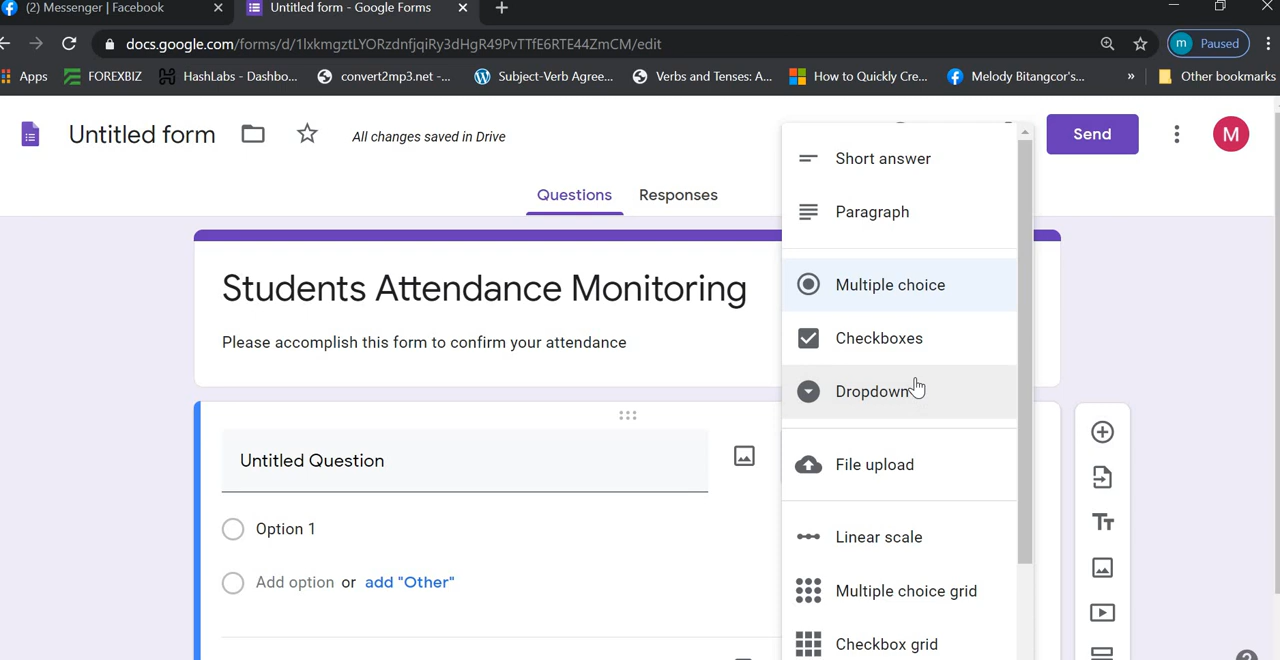 (2) Messenger | Facebook
Untitled form - Google Forms
docs.google.com/forms/d/1lxkmgztLYORzdnfjqiRy3dHgR49PvTTfE6RTE44ZmCM/edit
m Paused
Apps FOREXBIZ HashLabs - Dashbo... convert2mp3.net -... Subject-Verb Agree... Verbs and Tenses: A... How to Quickly Cre... Melody Bitangcor's... » Other bookmarks
Untitled form All changes saved in Drive Send M
Questions Responses
Students Attendance Monitoring
Please accomplish this form to confirm your attendance
Untitled Question
Option 1
Add option or add "Other"
Short answer
Paragraph
Multiple choice
Checkboxes
Dropdown
File upload
Linear scale
Multiple choice grid
Checkbox grid
Tт